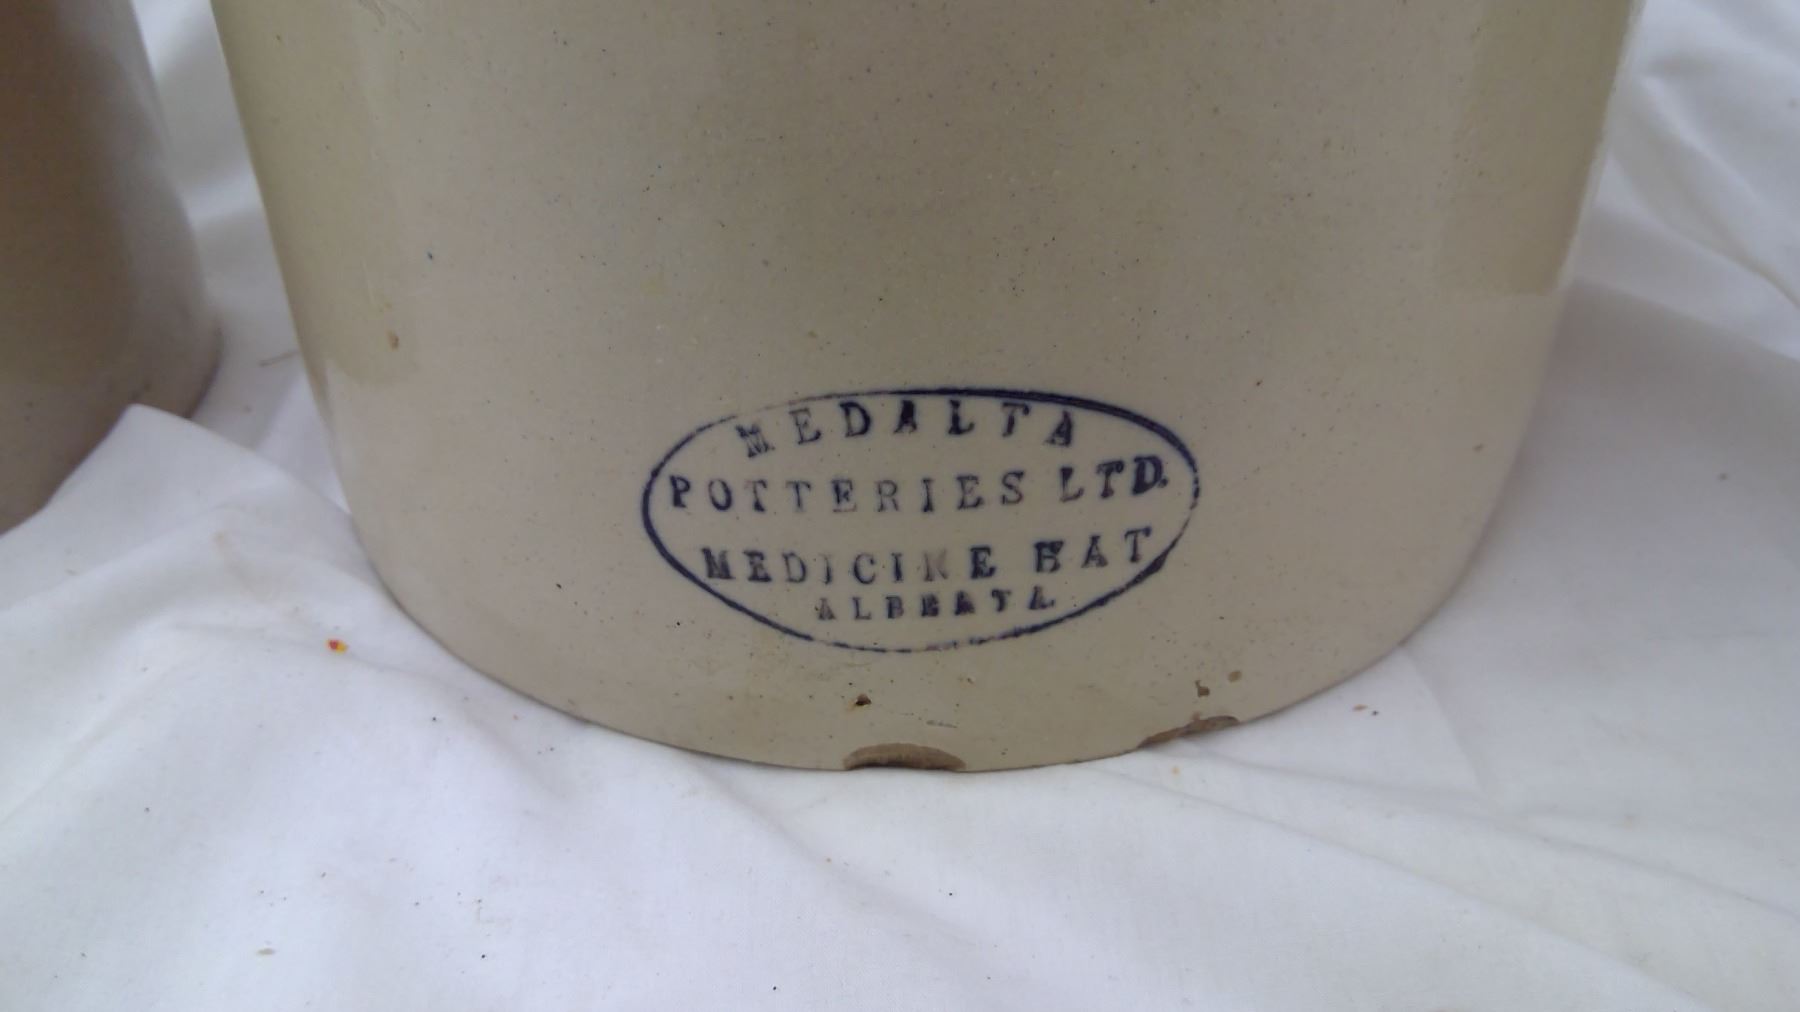 MEDALTA
POTTERIES LTD.
MEDICINE HAT
ALBERTA